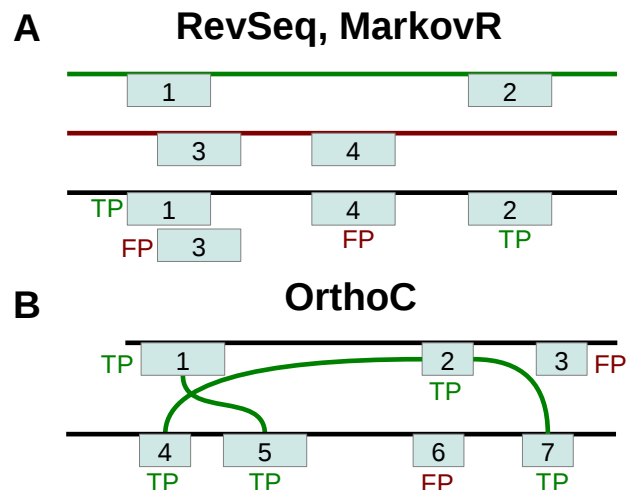 A RevSeq, MarkovR
1 2
3 4
TP 1 4 2
FP 3 FP TP
B OrthoC
TP 1 2 3 FP
TP
4 5 6 7
TP TP FP TP